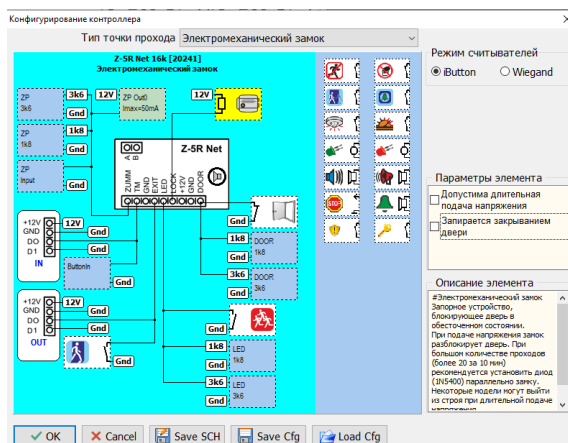 Конфигурирование контроллера
Тип точки прохода
Электромеханический замок
Z-5R Net 16k [20241]
Электромеханический замок
ZP
3k6
3k6
Gnd
ZP Out0
Imax=50mA
12V
Gnd
12V
ZP
1k8
1k8
Gnd
ZP
Input
Gnd
A
B
Z-5R Net
ZUMM
TM
GND
EXIT
LED
LOCK
+12V
GND
DOOR
+12V
GND
DO
D1
IN
12V
Gnd
ButtonIn
Gnd
Gnd
1k8
Gnd
DOOR
1k8
3k6
Gnd
DOOR
3k6
+12V
GND
DO
D1
OUT
12V
Gnd
Gnd
Gnd
1k8
Gnd
LED
1k8
3k6
Gnd
LED
3k6
STOP
Режим считывателей
iButton
Wiegand
Параметры элемента
Допустима длительная
подача напряжения
Запирается закрыванием
двери
Описание элемента
#Электромеханический замок
Запорное устройство,
блокирующее дверь в
обесточенном состоянии.
При подаче напряжения замок
разблокирует дверь. При
большом количестве проходов
(более 20 за 10 мин)
рекомендуется установить диод
(1N5400) параллельно занку.
Некоторые модели могут выйти
из строя при длительной подаче
напряжения
OK
Cancel
Save SCH
Save Cfg
Load Cfg